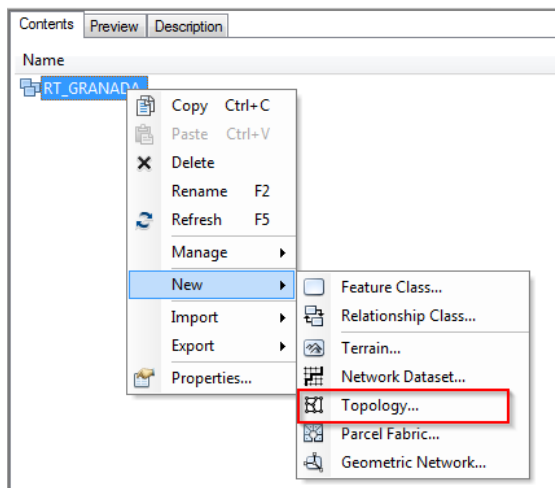 Contents Preview Description
Name
RT_GRANADA
Copy Ctrl+C
Paste Ctrl+V
Delete
Rename F2
Refresh F5
Manage
New
Import
Export
Properties...
Feature Class...
Relationship Class...
Terrain...
Network Dataset...
Topology...
Parcel Fabric...
Geometric Network...